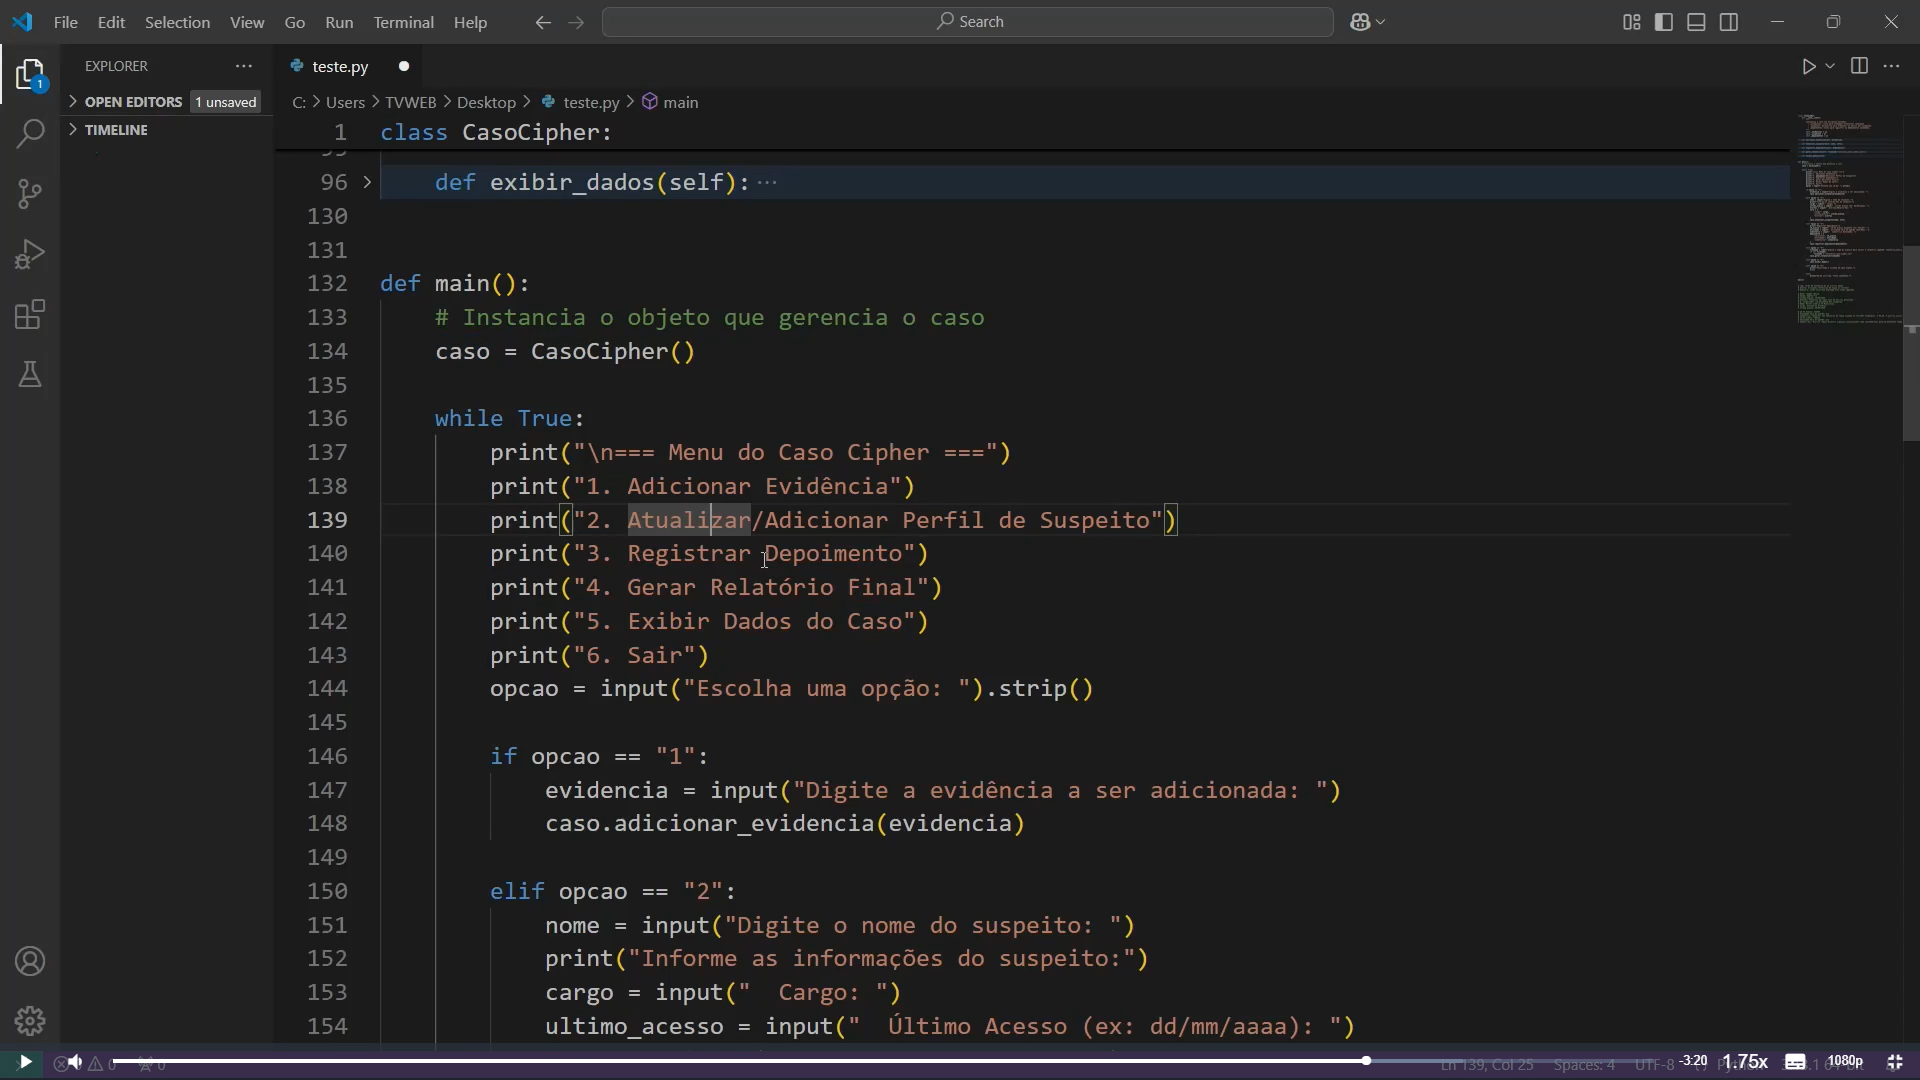 File Edit Selection View Go Run Terminal Help
Search
EXPLORER
OPEN EDITORS 1 unsaved
TIMELINE
1
teste.py
C: > Users > TVWEB > Desktop > teste.py > main
1 class CasoCipher:
96 def exibir_dados(self): ...
130
131
132 def main():
133 # Instancia o objeto que gerencia o caso
134 caso = CasoCipher()
135
136 while True:
137 print("\n=== Menu do Caso Cipher ===")
138 print("1. Adicionar Evidência")
139 print("2. Atualizar/Adicionar Perfil de Suspeito")
140 print("3. Registrar Depoimento")
141 print("4. Gerar Relatório Final")
142 print("5. Exibir Dados do Caso")
143 print("6. Sair")
144 opcao = input("Escolha uma opção: ").strip()
145
146 if opcao == "1":
147 evidencia = input("Digite a evidência a ser adicionada: ")
148 caso.adicionar_evidencia(evidencia)
149
150 elif opcao == "2":
151 nome = input("Digite o nome do suspeito: ")
152 print("Informe as informações do suspeito:")
153 cargo = input("  Cargo: ")
154 ultimo_acesso = input("  Último Acesso (ex: dd/mm/aaaa): ")
Ln 139, Col 25 Spaces: 4 UTF-8
-3:20 1.75x 1080p